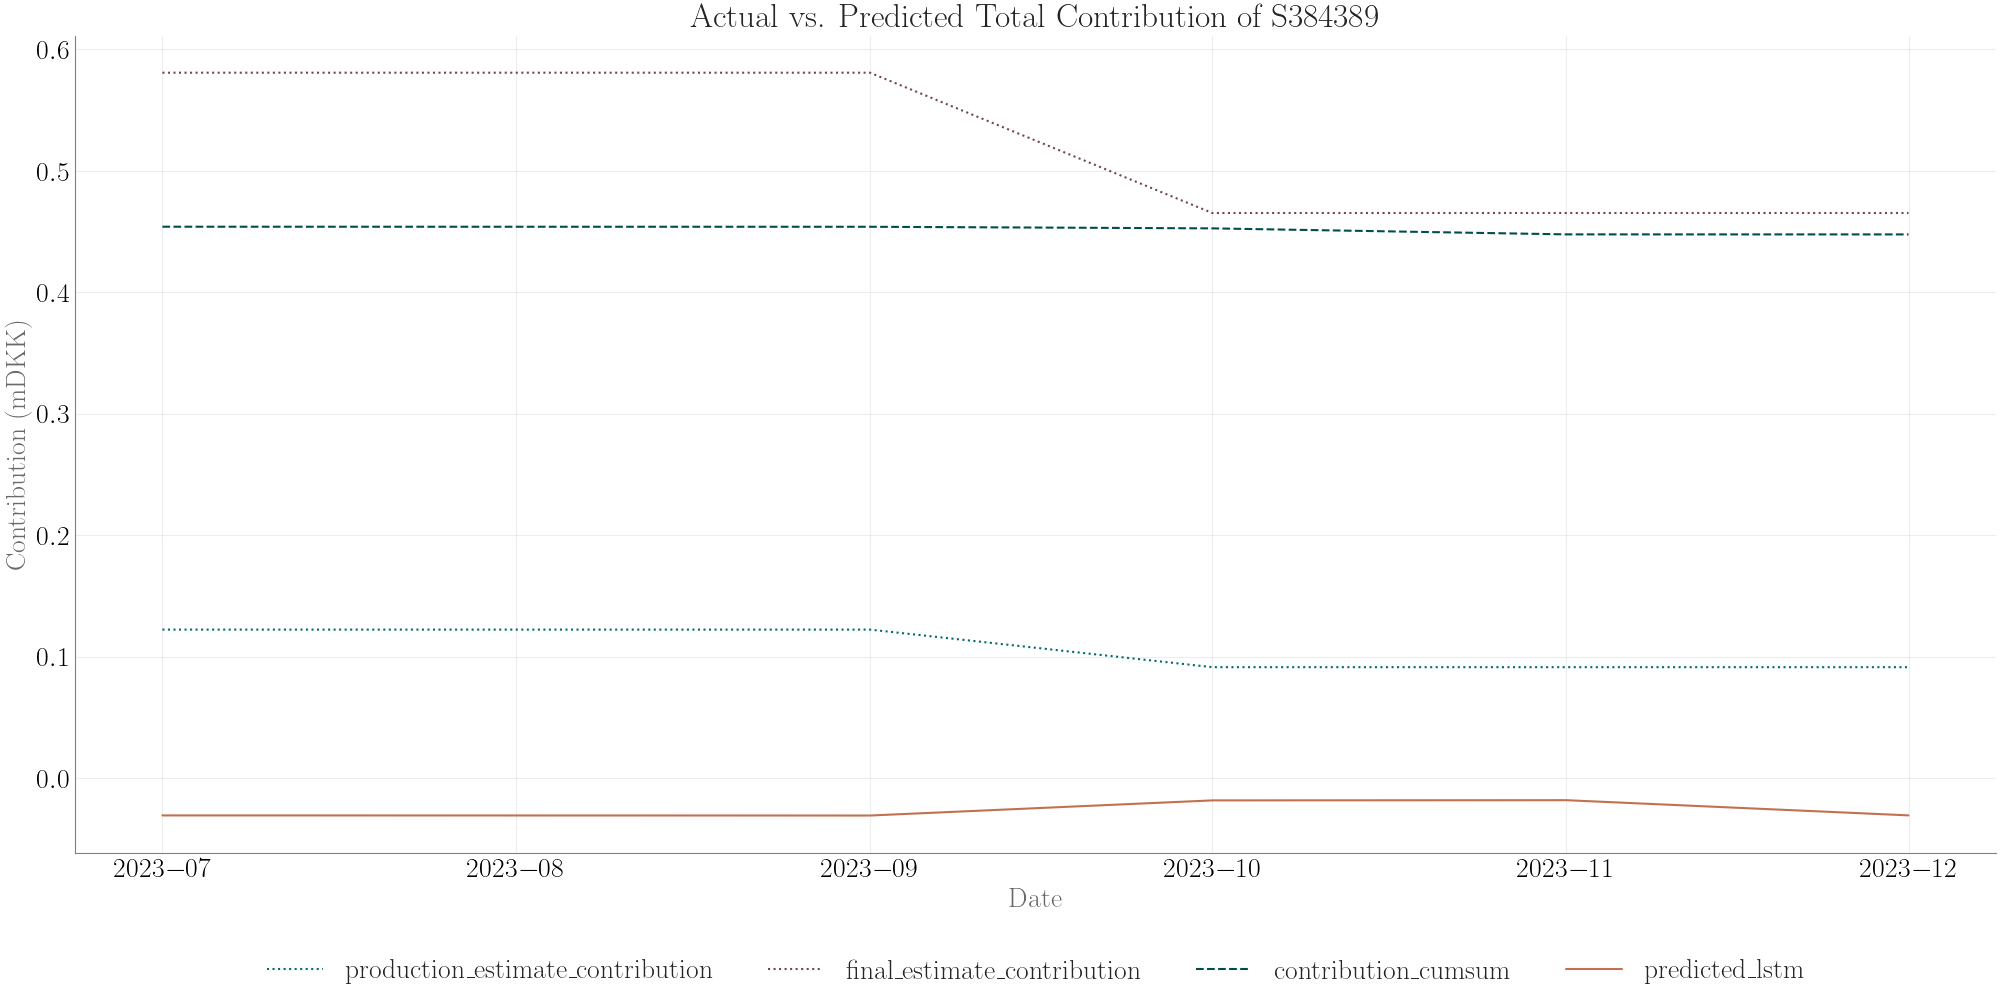 Actual vs. Predicted Total Contribution of S384389
0.6
0.5
0.4
0.3
0.2
0.1
0.0
Contribution (mDKK)
2023–07 2023–08 2023–09 2023–10 2023–11 2023–12
Date
production_estimate_contribution final_estimate_contribution contribution_cumsum predicted_lstm